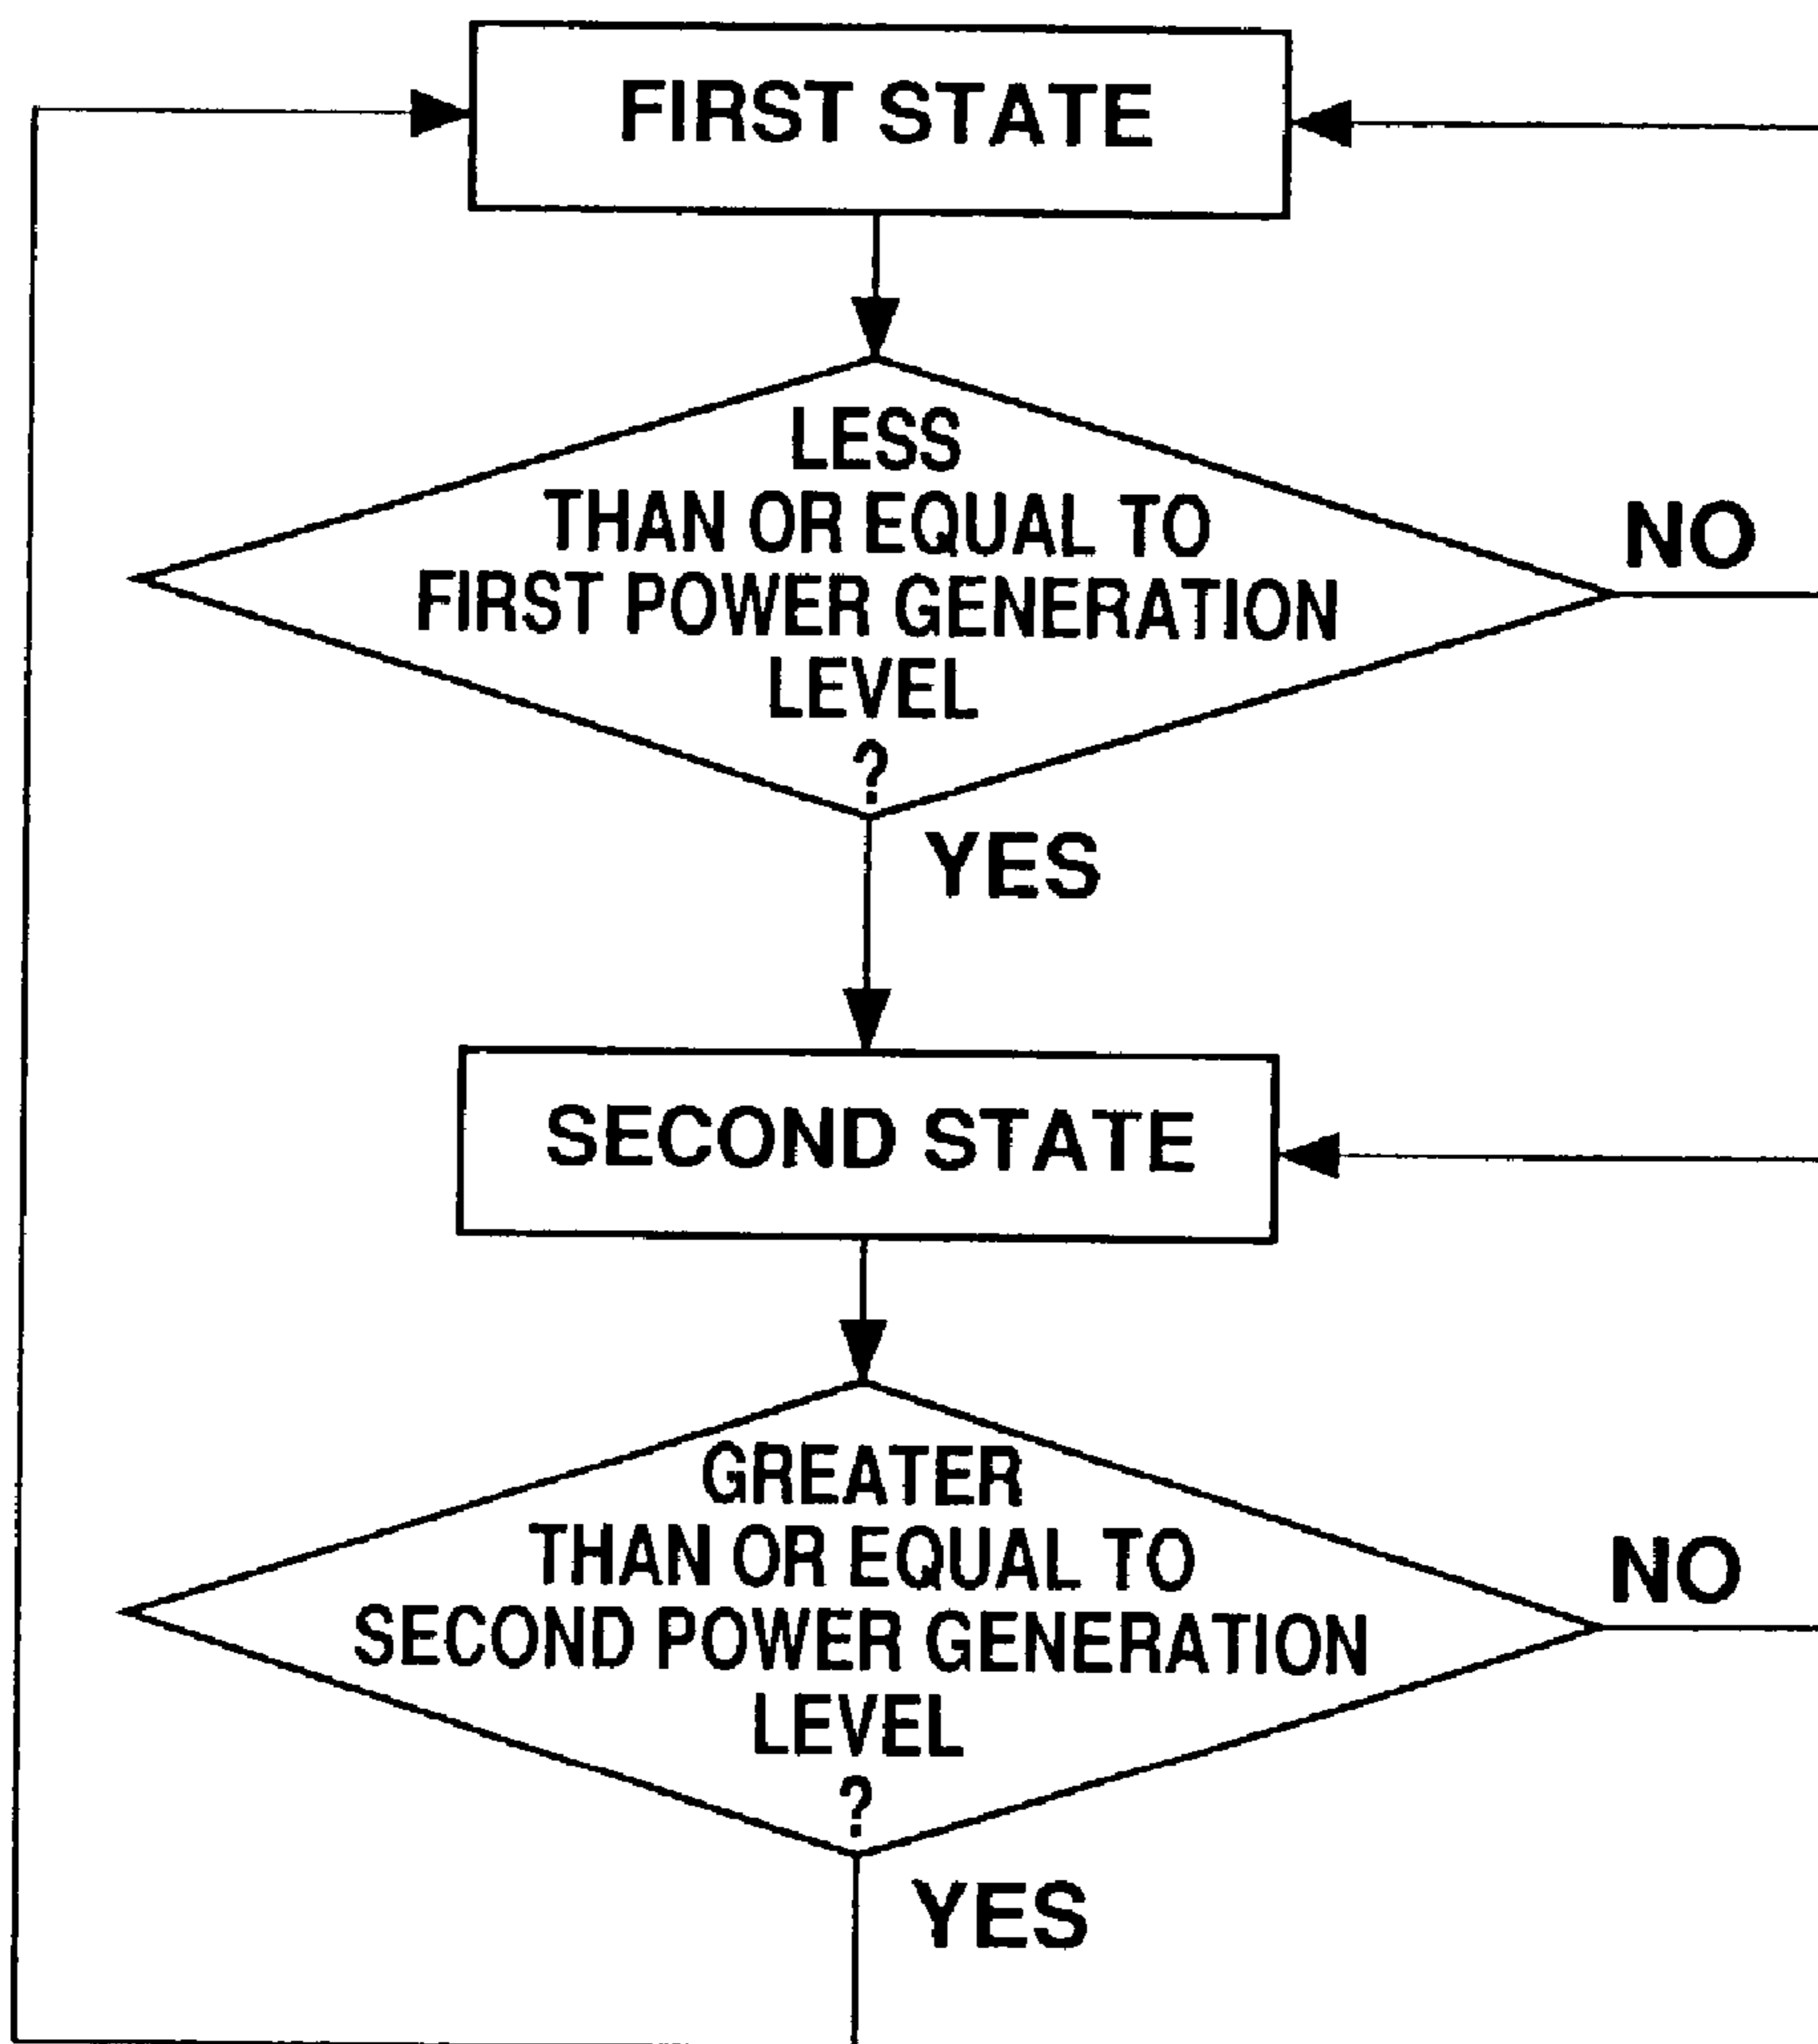 FIRST STATE
LESS
THAN OR EQUAL TO
FIRST POWER GENERATION
LEVEL
?
NO
YES
SECOND STATE
GREATER
THAN OR EQUAL TO
SECOND POWER GENERATION
LEVEL
?
NO
YES